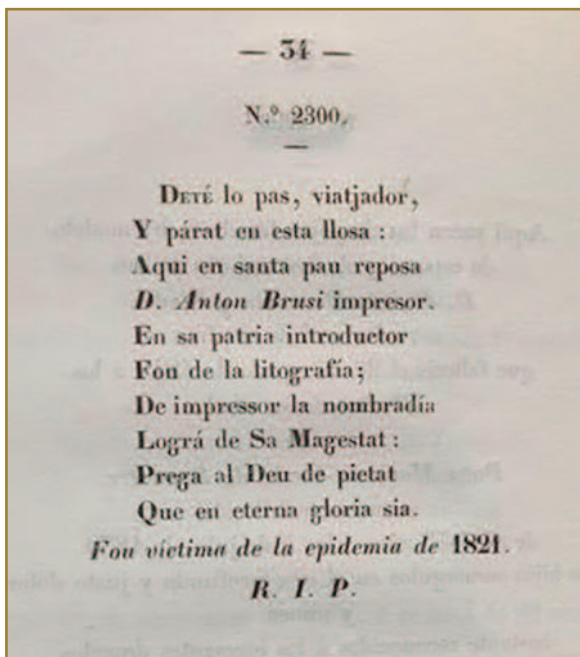 — 34 —
N.º 2300.
DETÉ lo pas, viatjador,
Y párat en esta llosa :
Aqui en santa pau reposa
D. Anton Brusi impresor.
En sa patria introductor
Fou de la litografía;
De impressor la nombradía
Lográ de Sa Magestat :
Prega al Deu de pietat
Que en eterna gloria sia.
Fou víctima de la epidemia de 1821.
R. I. P.